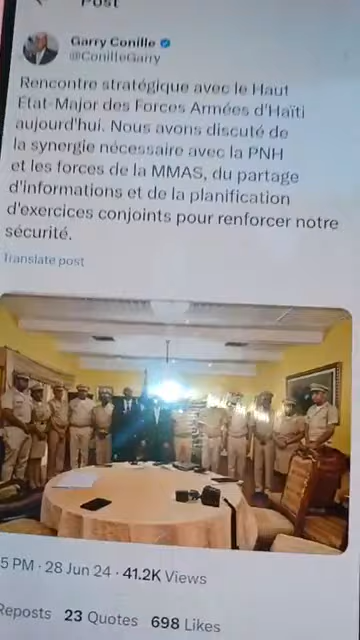 Post
Garry Conille
@ConilleGarry
Rencontre stratégique avec le Haut
État-Major des Forces Armées d'Haïti
aujourd'hui. Nous avons discuté de
la synergie nécessaire avec la PNH
et les forces de la MMAS, du partage
d'informations et de la planification
d'exercices conjoints pour renforcer notre
sécurité.
Translate post
5 PM · 28 Jun 24 · 41.2K Views
Reposts 23 Quotes 698 Likes